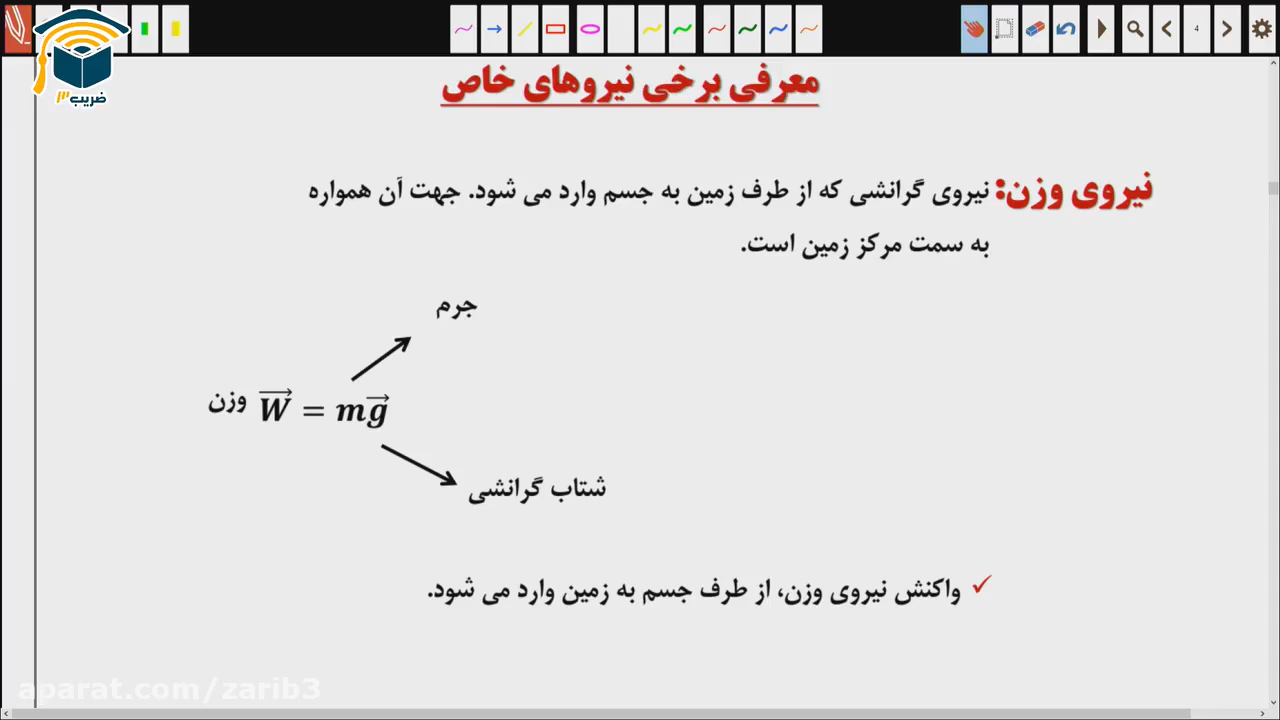 ضریب۳
4
معرفی برخی نیروهای خاص
نیروی وزن: نیروی گرانشی که از طرف زمین به جسم وارد می شود. جهت آن همواره
به سمت مرکز زمین است.
جرم
وزن W⃗ = mg⃗
شتاب گرانشی
✓ واکنش نیروی وزن، از طرف جسم به زمین وارد می شود.
aparat.com/zarib3